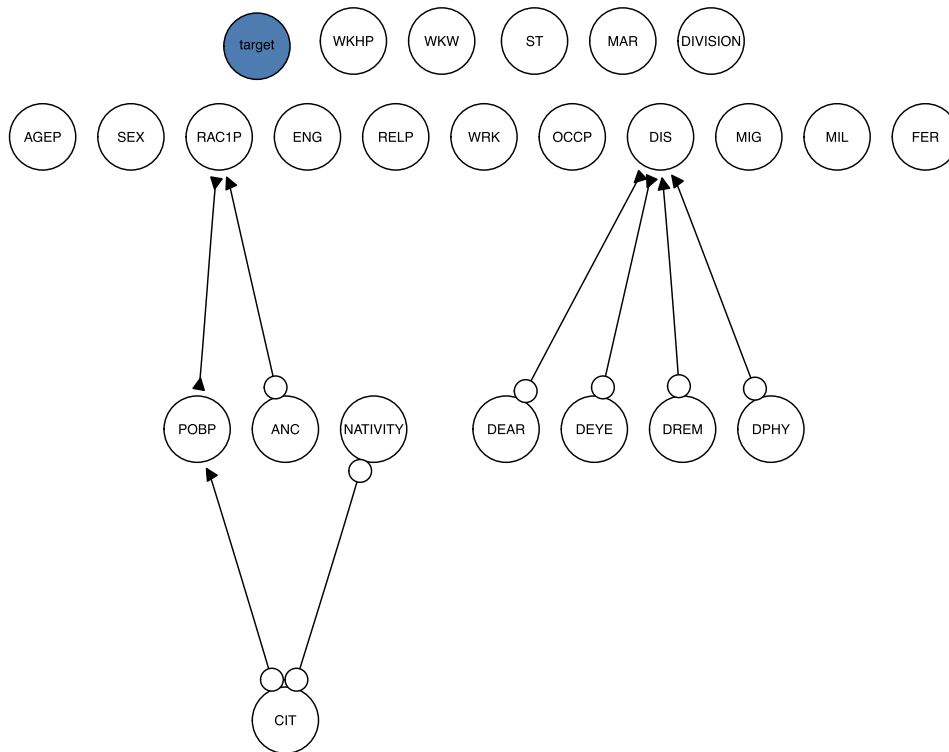 target WKHP WKW ST MAR DIVISION
AGEP SEX RAC1P ENG RELP WRK OCCP DIS MIG MIL FER
POBP ANC NATIVITY DEAR DEYE DREM DPHY
CIT